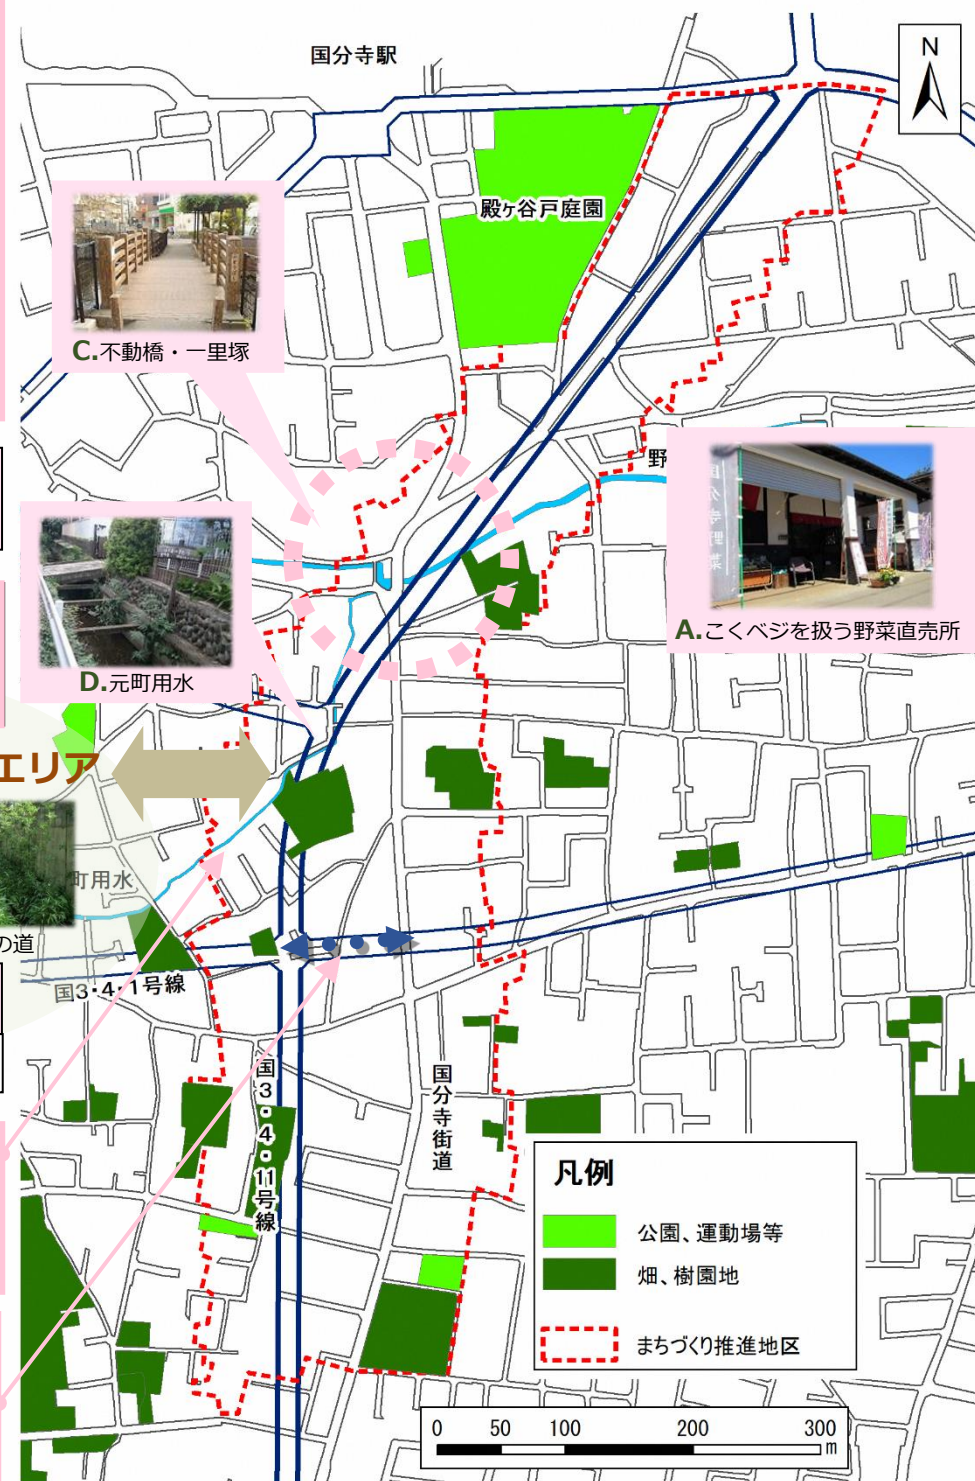 国分寺駅
N
殿ヶ谷戸庭園
C.不動橋・一里塚
野
A.こくベジを扱う野菜直売所
D.元町用水
エリア
町用水
の道
国3・4・1号線
国3・4・11号線
国分寺街道
凡例
公園、運動場等
畑、樹園地
まちづくり推進地区
0 50 100 200 300
m